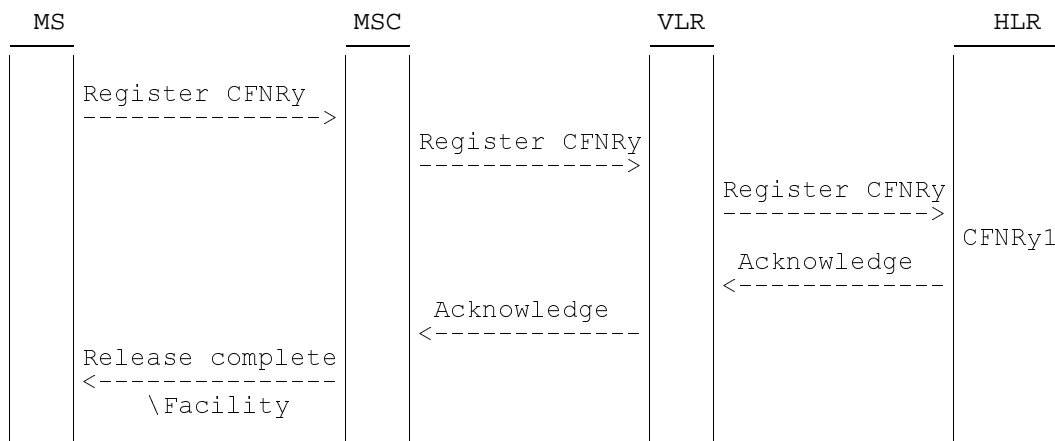 MS MSC VLR HLR
Register CFNRy
--------------->
Register CFNRy
------------->
Register CFNRy
------------->
CFNRy1
Acknowledge
<-------------
Acknowledge
<-------------
Release complete
<---------------
\Facility